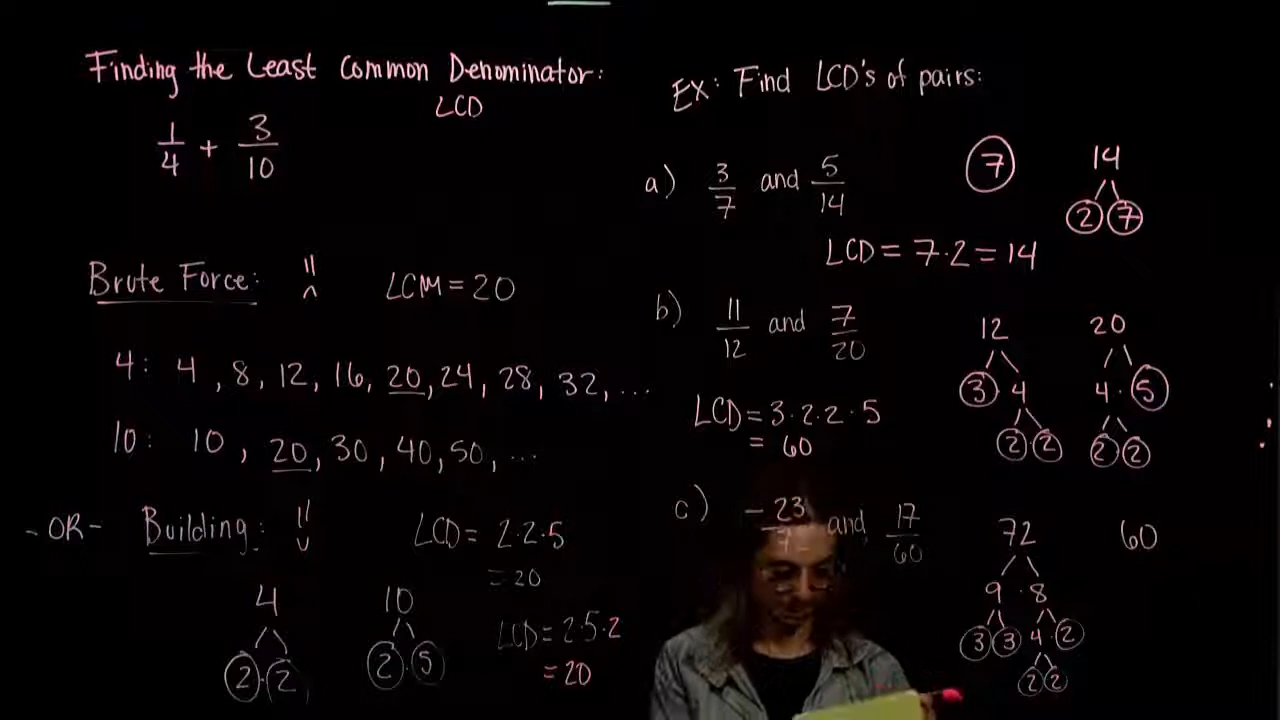 Finding the Least Common Denominator:
LCD
1/4 + 3/10
Brute Force: LCM = 20
4: 4, 8, 12, 16, 20, 24, 28, 32, ...
10: 10, 20, 30, 40, 50, ...
-OR- Building: LCD = 2·2·5
= 20
4
2·2
10
2·5
LCD = 2·5·2
= 20
EX: Find LCD's of pairs:
a) 3/7 and 5/14
7
14
2 7
LCD = 7·2 = 14
b) 11/12 and 7/20
12
3 4
2 2
20
4·5
2 2
LCD = 3·2·2·5
= 60
c) -23/7 and 17/60
72
9·8
3 3 4·2
2 2
60